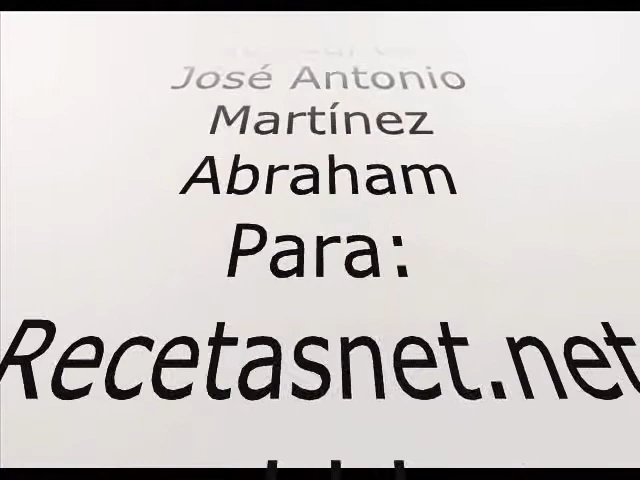 José Antonio
Martínez
Abraham
Para:
Recetasnet.net